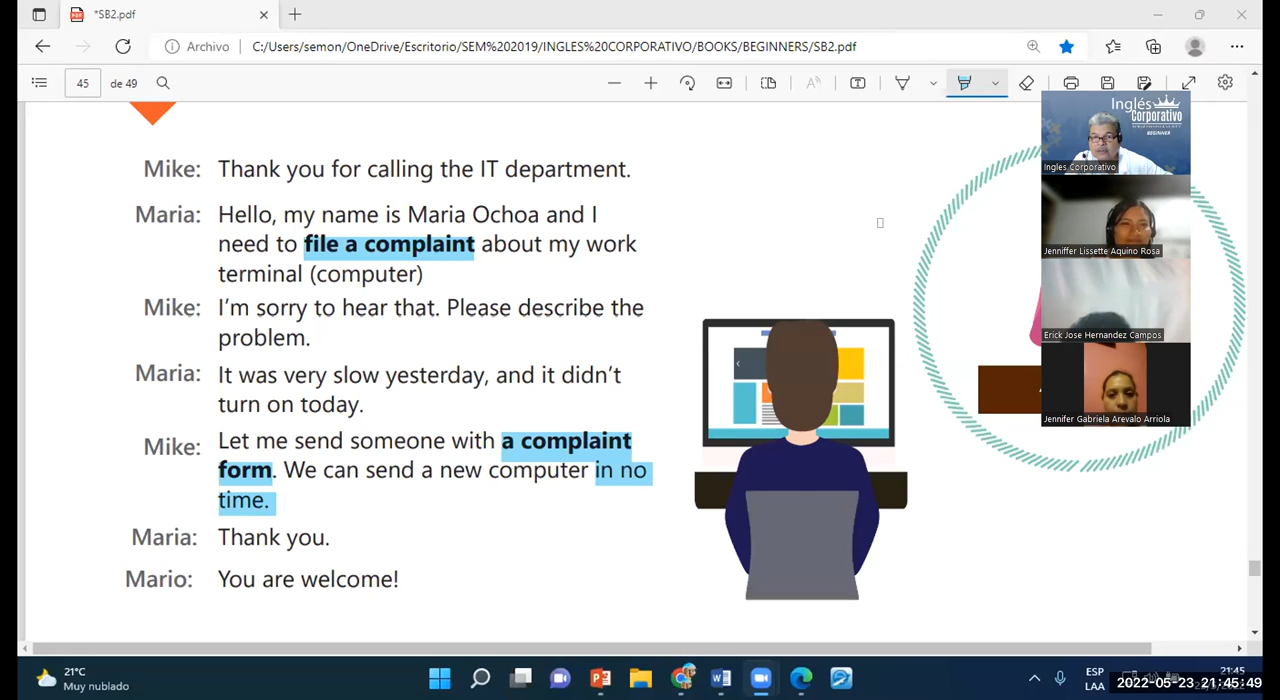 *SB2.pdf
Archivo
C:/Users/semon/OneDrive/Escritorio/SEM%202019/INGLES%20CORPORATIVO/BOOKS/BEGINNERS/SB2.pdf
45 de 49
Inglés
Corporativo
BEGINNER
Ingles Corporativo
Jenniffer Lissette Aquino Rosa
Erick Jose Hernandez Campos
Jennifer Gabriela Arevalo Arriola
Mike: Thank you for calling the IT department.
Maria: Hello, my name is Maria Ochoa and I
need to file a complaint about my work
terminal (computer)
Mike: I'm sorry to hear that. Please describe the
problem.
Maria: It was very slow yesterday, and it didn't
turn on today.
Mike: Let me send someone with a complaint
form. We can send a new computer in no
time.
Maria: Thank you.
Mario: You are welcome!
21°C
Muy nublado
ESP
LAA
21:45
2022-05-23 21:45:49